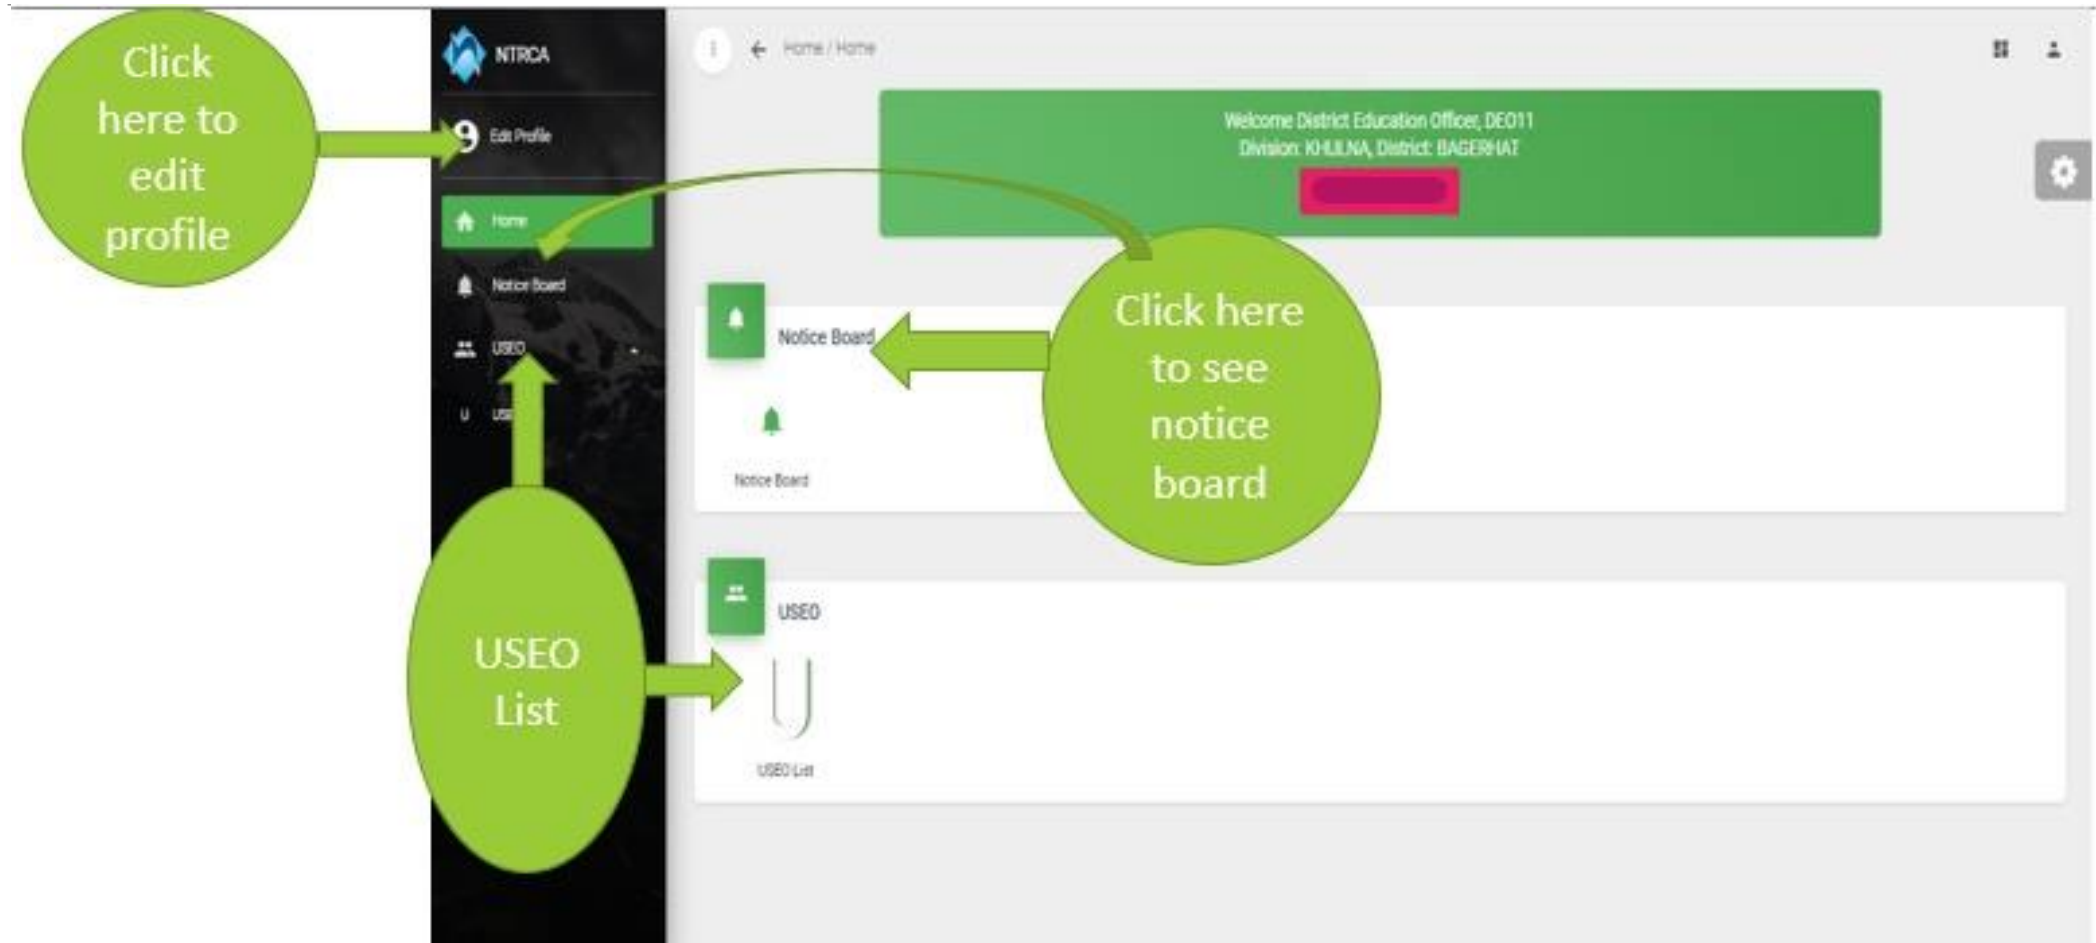 Click
here to
edit
profile
NTRCA
Edit Profile
Home
Notice Board
USEO
U
USEO
List
Home / Home
Welcome District Education Officer, DEO11
Division: KHULNA, District: BAGERHAT
Notice Board
Notice Board
Click here
to see
notice
board
USEO
U
USEO List